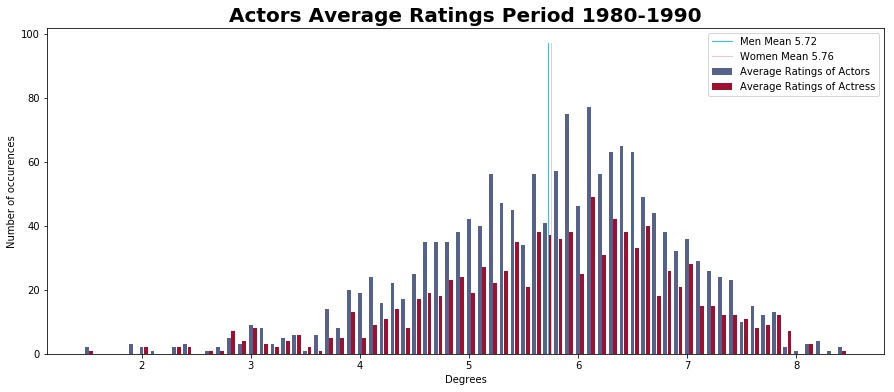 Actors Average Ratings Period 1980-1990
Men Mean 5.72
Women Mean 5.76
Average Ratings of Actors
Average Ratings of Actress
Number of occurences
100
80
60
40
20
0
2 3 4 5 6 7 8
Degrees